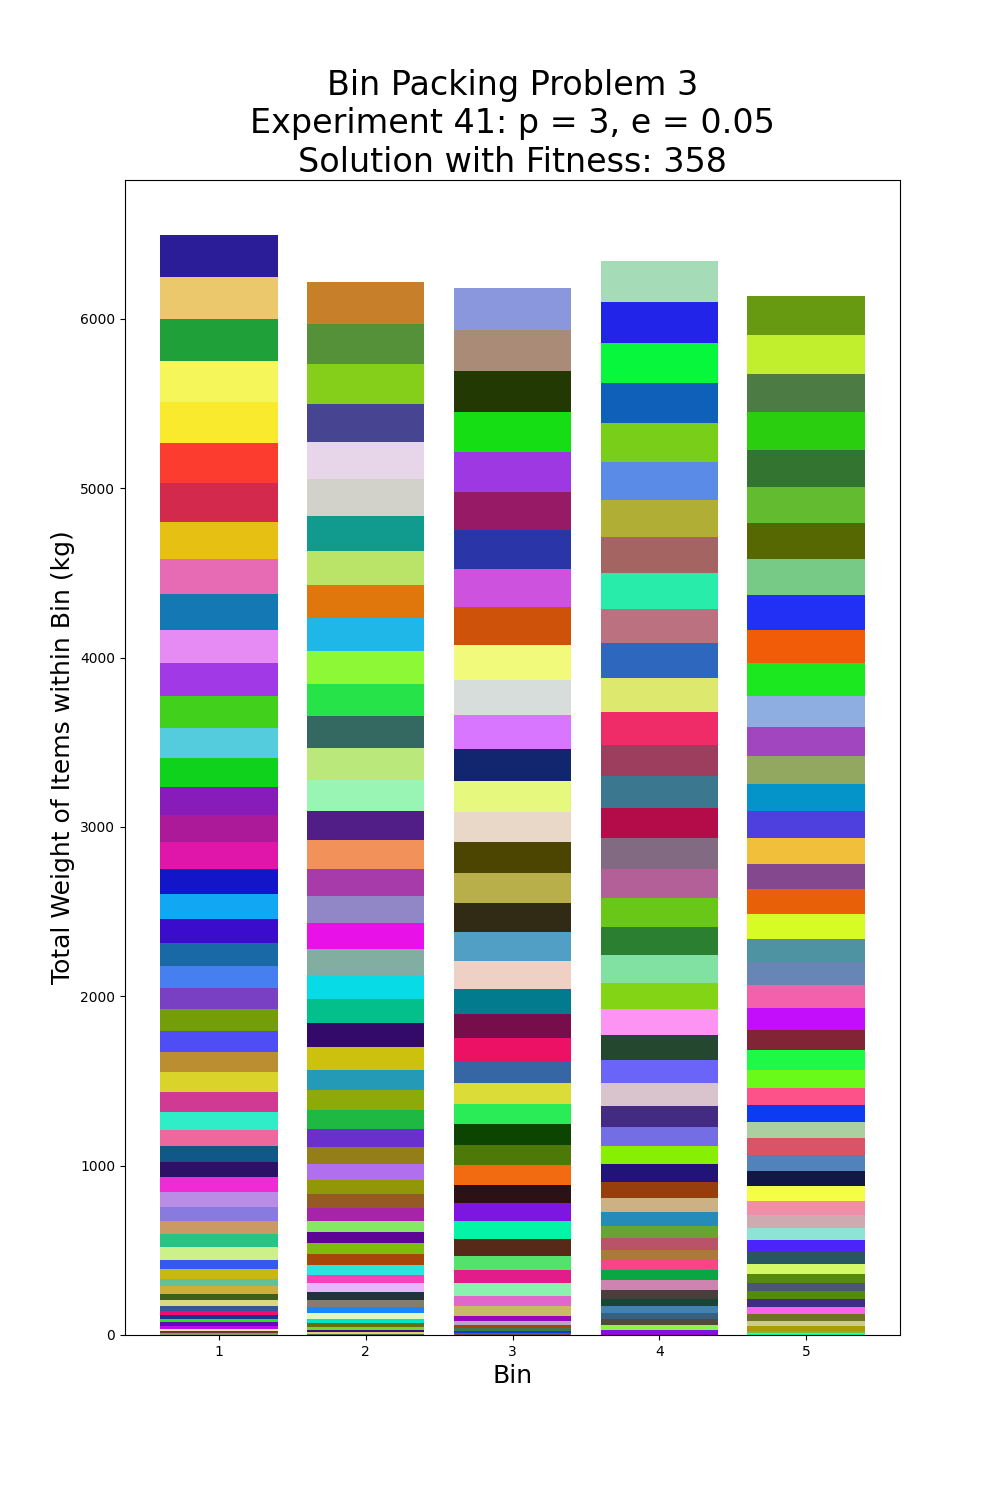 Bin Packing Problem 3
Experiment 41: p = 3, e = 0.05
Solution with Fitness: 358
Total Weight of Items within Bin (kg)
6000
5000
4000
3000
2000
1000
0
1 2 3 4 5
Bin